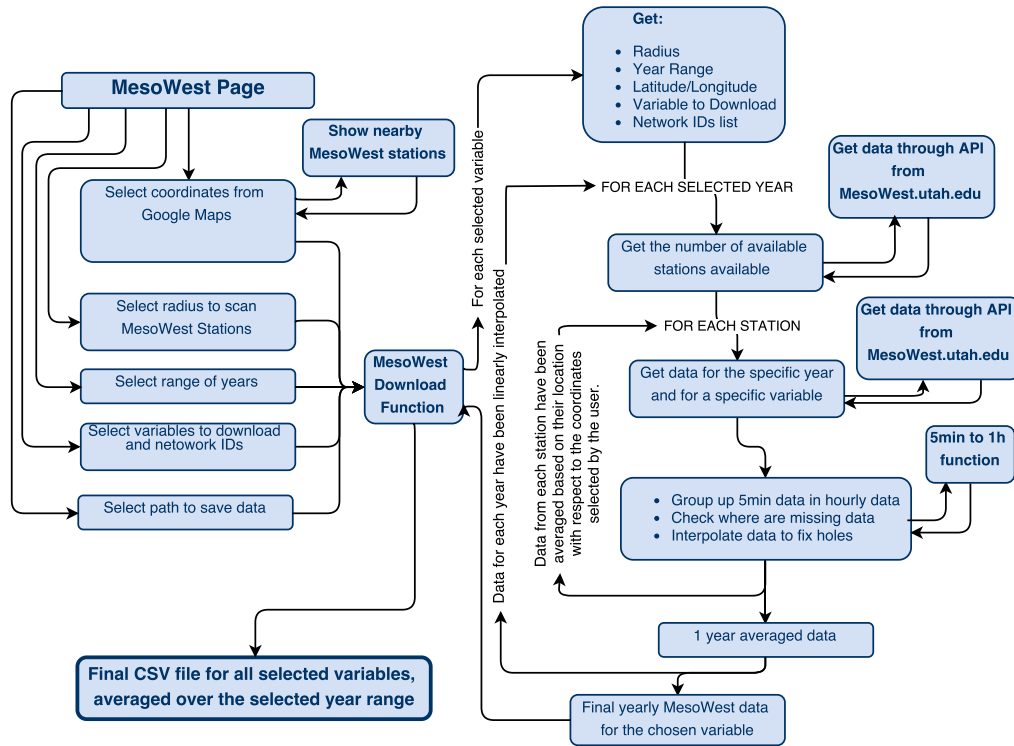 MesoWest Page
Show nearby
MesoWest stations
Select coordinates from
Google Maps
Select radius to scan
MesoWest Stations
Select range of years
Select variables to download
and netowork IDs
Select path to save data
MesoWest
Download
Function
Final CSV file for all selected variables,
averaged over the selected year range
For each selected variable
Data for each year have been linearly interpolated
Get:
• Radius
• Year Range
• Latitude/Longitude
• Variable to Download
• Network IDs list
FOR EACH SELECTED YEAR
Get data through API
from
MesoWest.utah.edu
Get the number of available
stations available
FOR EACH STATION
Get data through API
from
MesoWest.utah.edu
Get data for the specific year
and for a specific variable
Data from each station have been
averaged based on their location
with respect to the coordinates
selected by the user.
5min to 1h
function
• Group up 5min data in hourly data
• Check where are missing data
• Interpolate data to fix holes
1 year averaged data
Final yearly MesoWest data
for the chosen variable